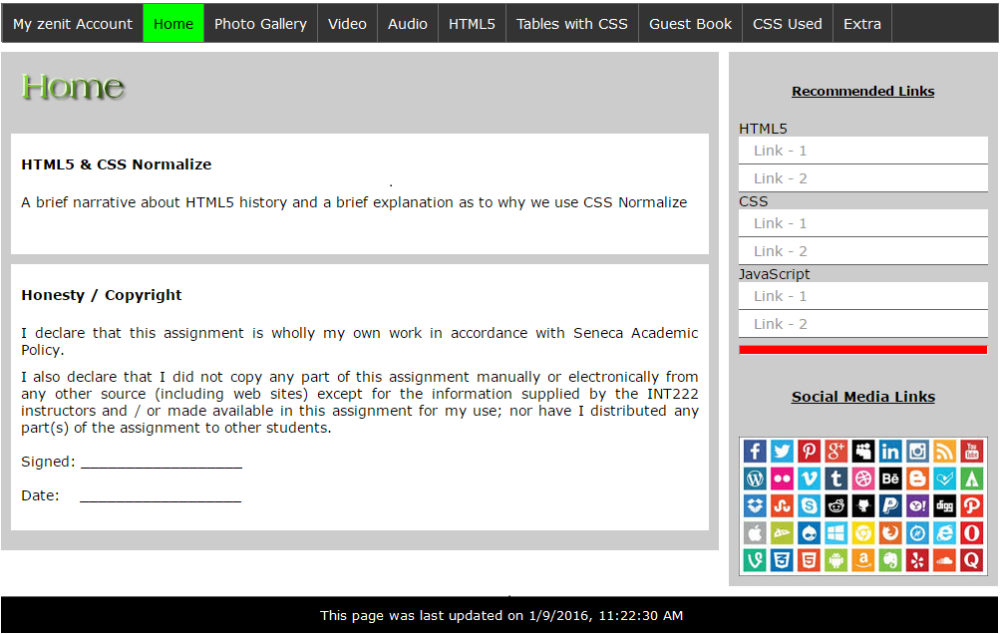 My zenit Account Home Photo Gallery Video Audio HTML5 Tables with CSS Guest Book CSS Used Extra
Home
HTML5 & CSS Normalize
A brief narrative about HTML5 history and a brief explanation as to why we use CSS Normalize
Honesty / Copyright
I declare that this assignment is wholly my own work in accordance with Seneca Academic
Policy.
I also declare that I did not copy any part of this assignment manually or electronically from
any other source (including web sites) except for the information supplied by the INT222
instructors and / or made available in this assignment for my use; nor have I distributed any
part(s) of the assignment to other students.
Signed: ____________________
Date: ____________________
Recommended Links
HTML5
Link - 1
Link - 2
CSS
Link - 1
Link - 2
JavaScript
Link - 1
Link - 2
Social Media Links
This page was last updated on 1/9/2016, 11:22:30 AM